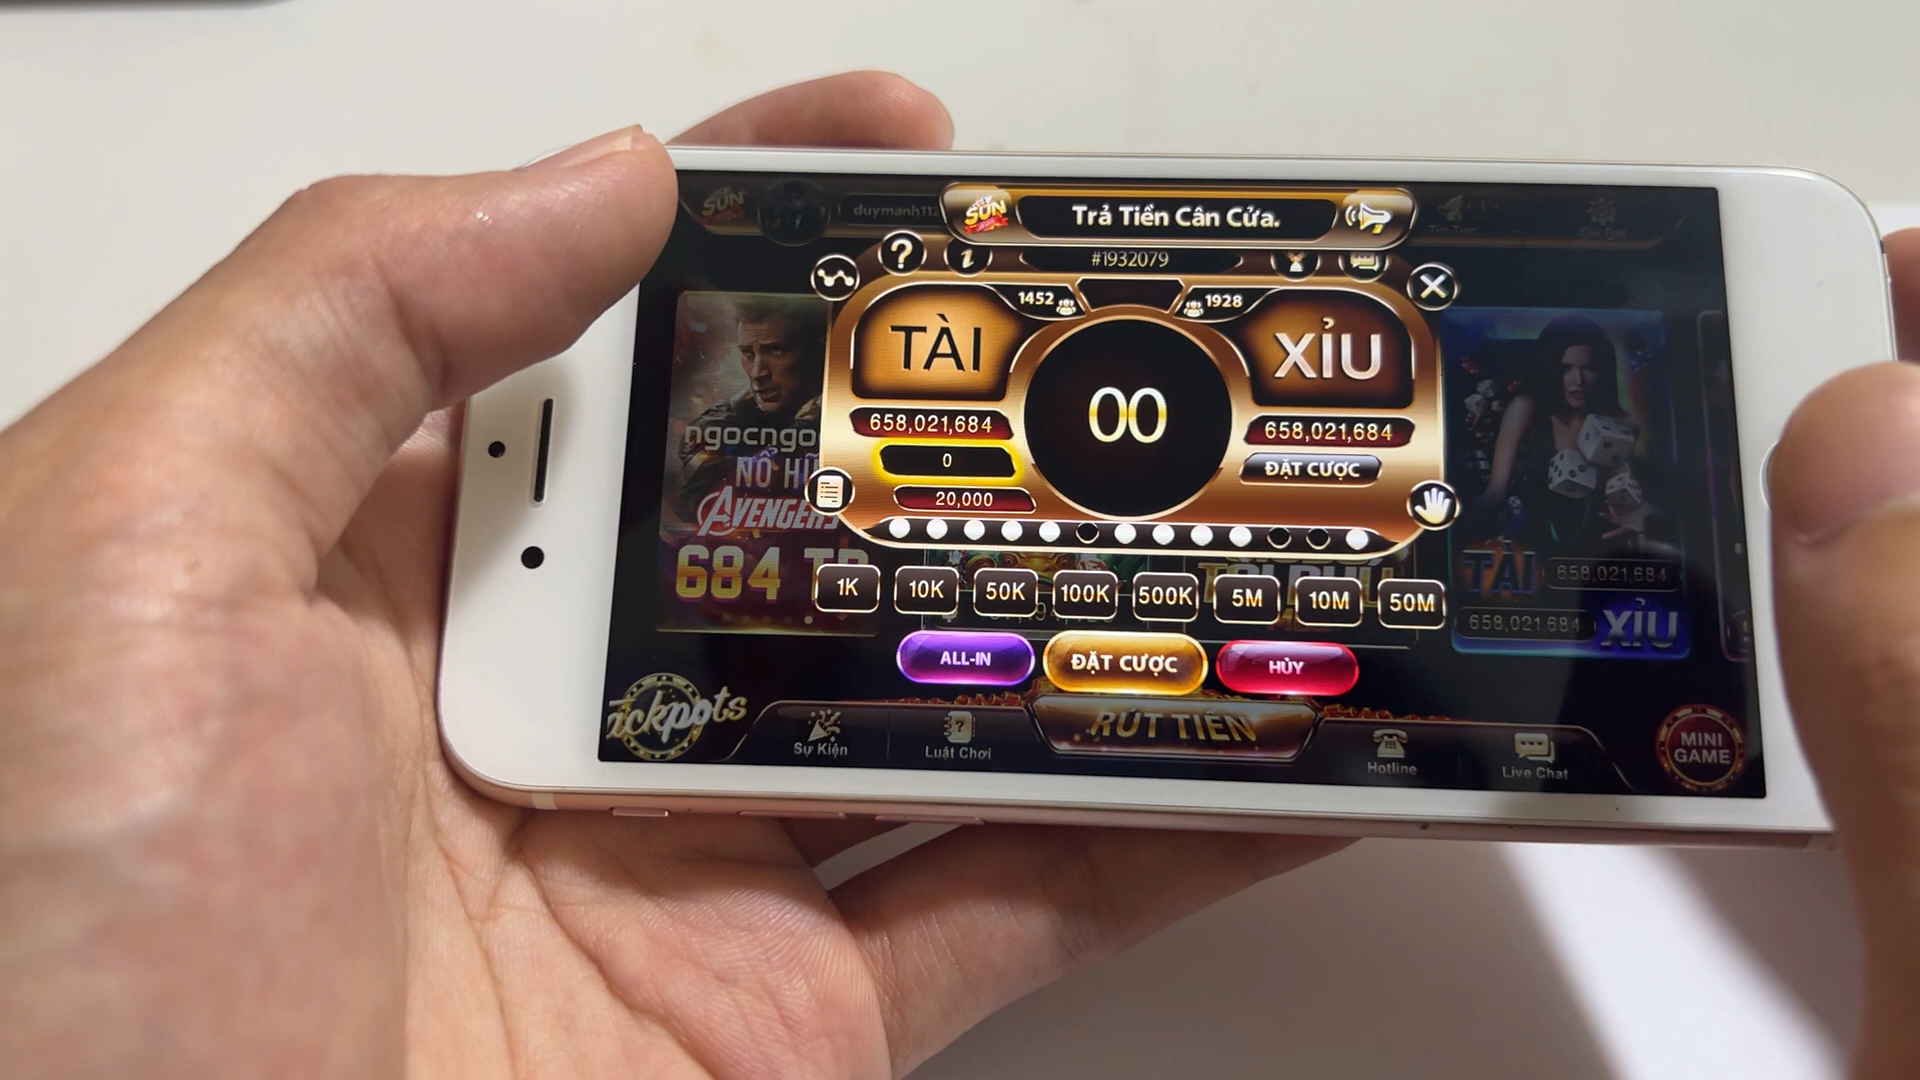 SUN
duymanh112
SUN
Trả Tiền Cân Cửa.
#1932079
1452
1928
TÀI
XỈU
00
658,021,684
658,021,684
0
ĐẶT CƯỢC
20,000
ngocngo
NỔ HŨ
AVENGERS
684 TR
TÀI
658,021,684
658,021,684
XỈU
1K
10K
50K
100K
500K
5M
10M
50M
ALL-IN
ĐẶT CƯỢC
HỦY
Jackpots
Sự Kiện
Luật Chơi
RÚT TIỀN
Hotline
Live Chat
MINI
GAME